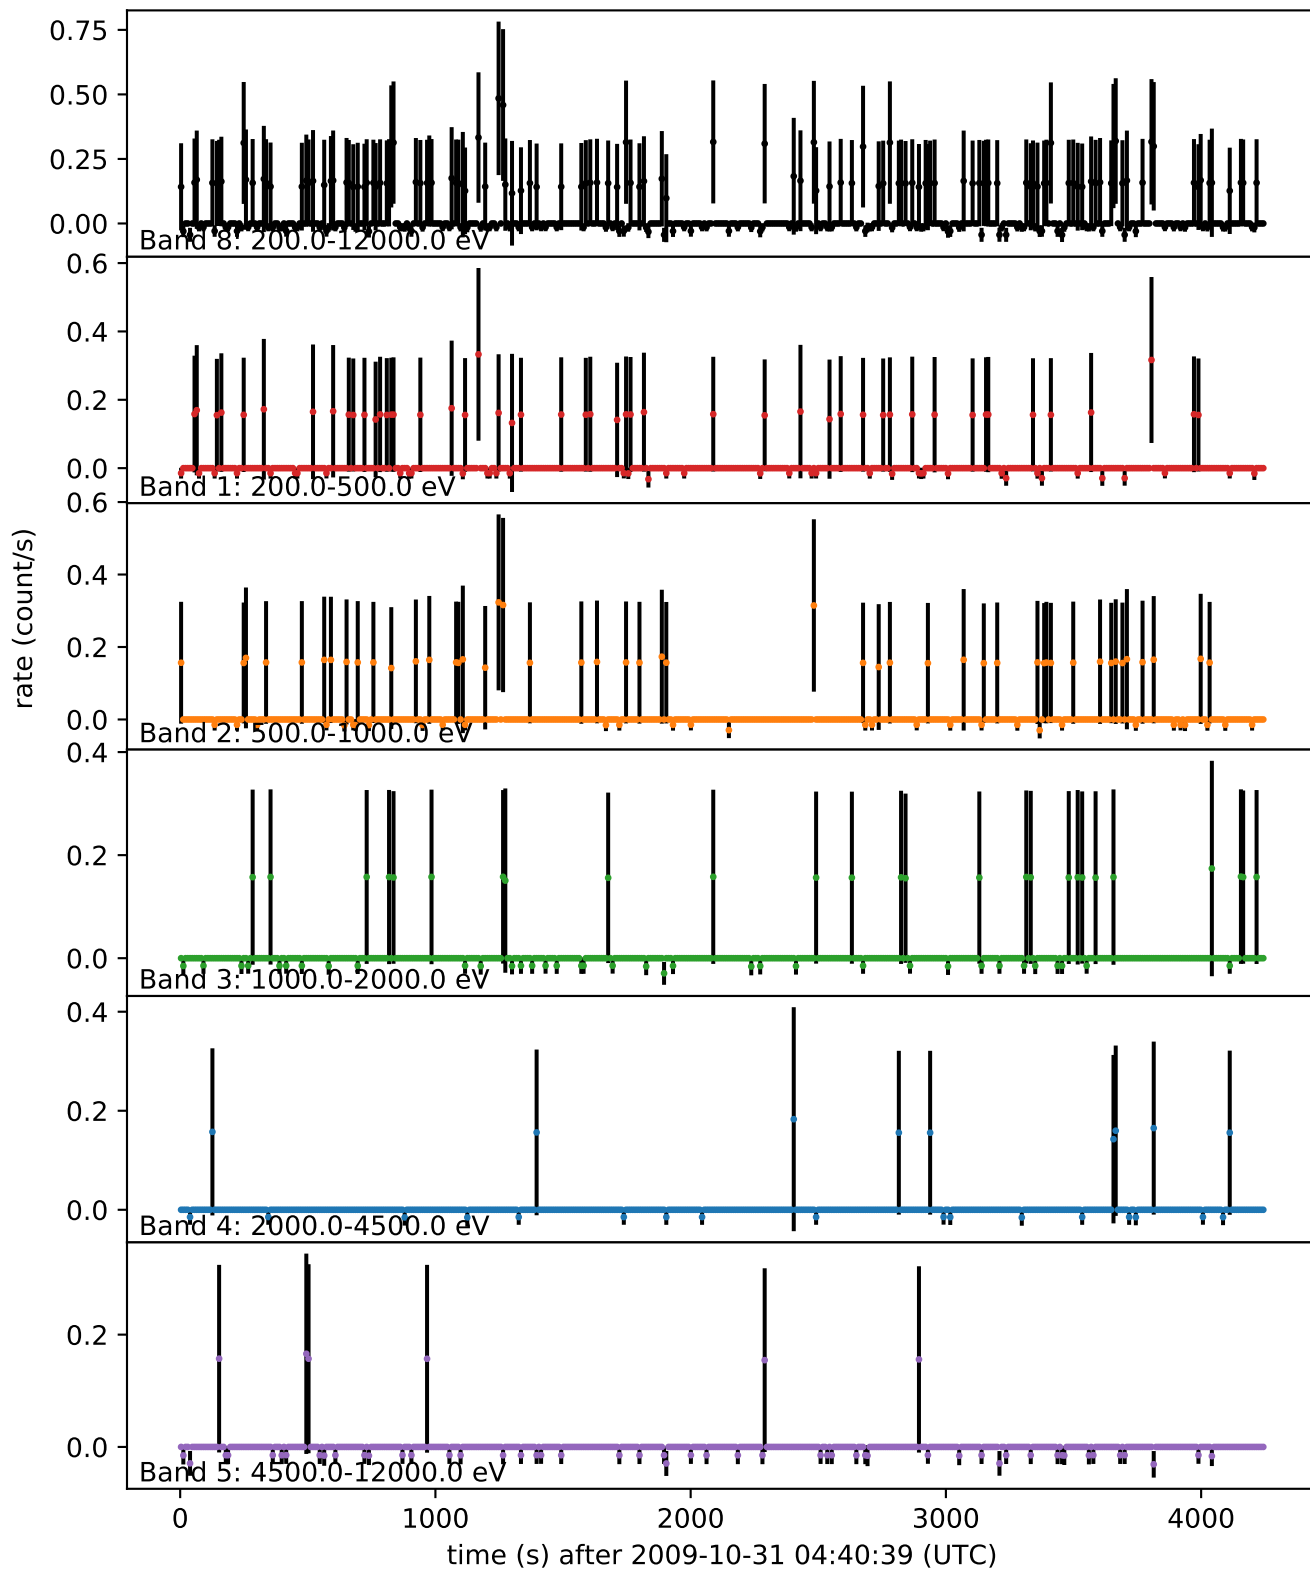 0.75
0.50
0.25
0.00
Band 8: 200.0-12000.0 eV
0.6
0.4
0.2
0.0
Band 1: 200.0-500.0 eV
0.6
0.4
0.2
0.0
Band 2: 500.0-1000.0 eV
rate (count/s)
0.4
0.2
0.0
Band 3: 1000.0-2000.0 eV
0.4
0.2
0.0
Band 4: 2000.0-4500.0 eV
0.2
0.0
Band 5: 4500.0-12000.0 eV
0 1000 2000 3000 4000
time (s) after 2009-10-31 04:40:39 (UTC)